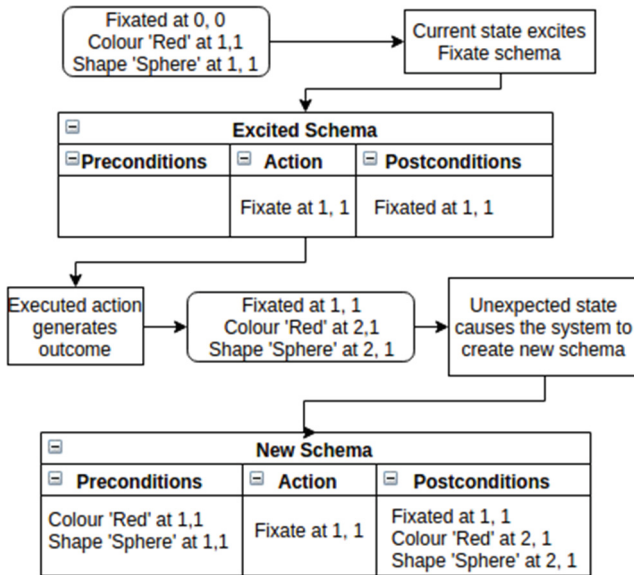 Fixated at 0, 0
Colour 'Red' at 1,1
Shape 'Sphere' at 1, 1
Current state excites
Fixate schema
Excited Schema
Preconditions
Action
Postconditions
Fixate at 1, 1
Fixated at 1, 1
Executed action
generates
outcome
Fixated at 1, 1
Colour 'Red' at 2,1
Shape 'Sphere' at 2, 1
Unexpected state
causes the system to
create new schema
New Schema
Preconditions
Action
Postconditions
Colour 'Red' at 1,1
Shape 'Sphere' at 1,1
Fixate at 1, 1
Fixated at 1, 1
Colour 'Red' at 2, 1
Shape 'Sphere' at 2, 1